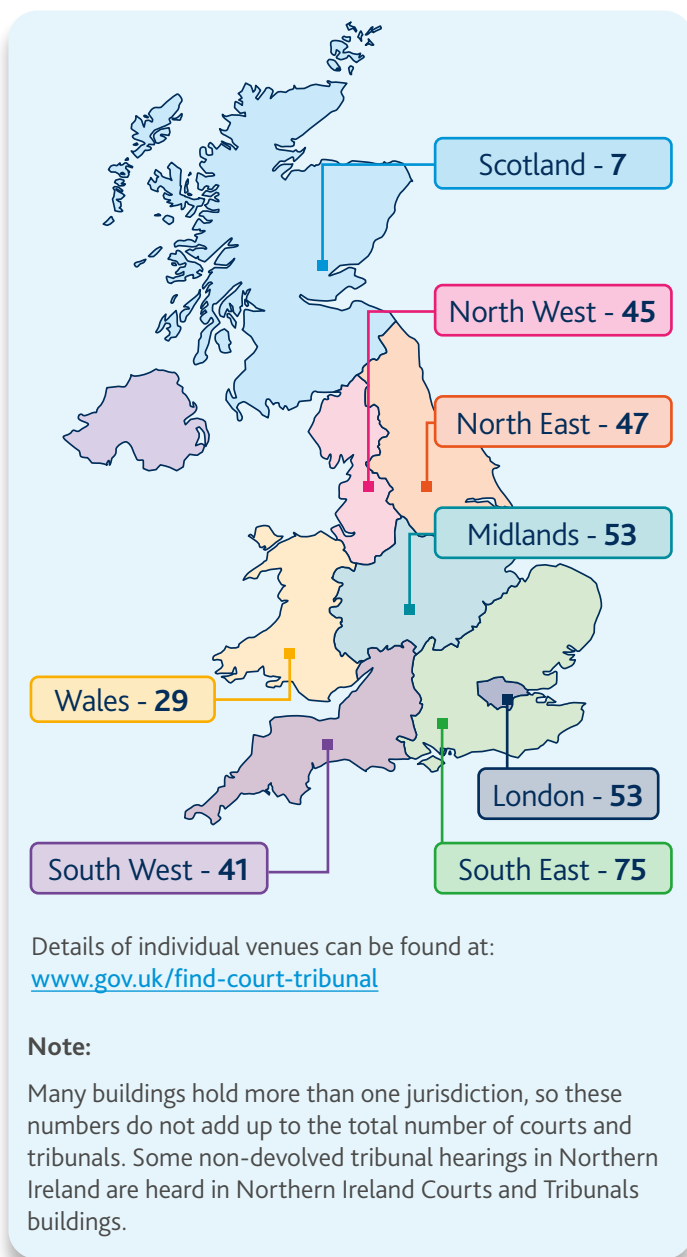 Scotland - 7
North West - 45
North East - 47
Midlands - 53
Wales - 29
London - 53
South West - 41
South East - 75
Details of individual venues can be found at:
www.gov.uk/find-court-tribunal
Note:
Many buildings hold more than one jurisdiction, so these
numbers do not add up to the total number of courts and
tribunals. Some non-devolved tribunal hearings in Northern
Ireland are heard in Northern Ireland Courts and Tribunals
buildings.